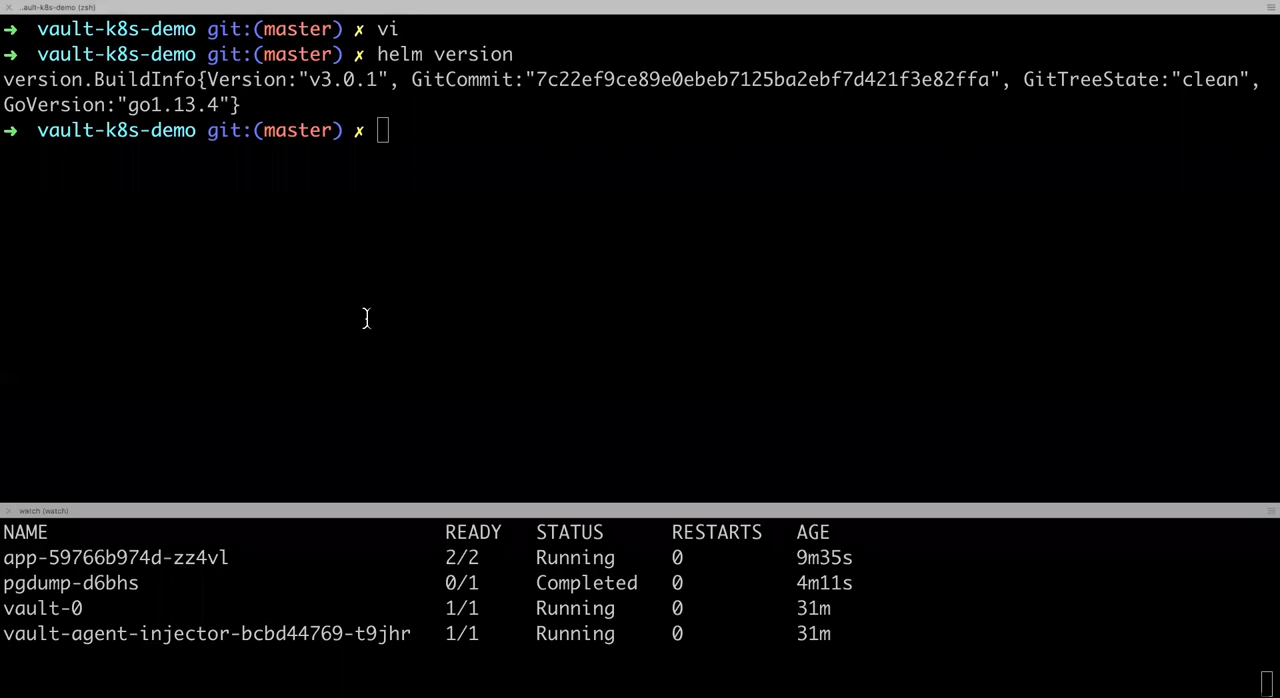 ..ault-k8s-demo (zsh)
➜ vault-k8s-demo git:(master) ✗ vi
➜ vault-k8s-demo git:(master) ✗ helm version
version.BuildInfo{Version:"v3.0.1", GitCommit:"7c22ef9ce89e0ebeb7125ba2ebf7d421f3e82ffa", GitTreeState:"clean",
GoVersion:"go1.13.4"}
➜ vault-k8s-demo git:(master) ✗
watch (watch)
NAME READY STATUS RESTARTS AGE
app-59766b974d-zz4vl 2/2 Running 0 9m35s
pgdump-d6bhs 0/1 Completed 0 4m11s
vault-0 1/1 Running 0 31m
vault-agent-injector-bcbd44769-t9jhr 1/1 Running 0 31m